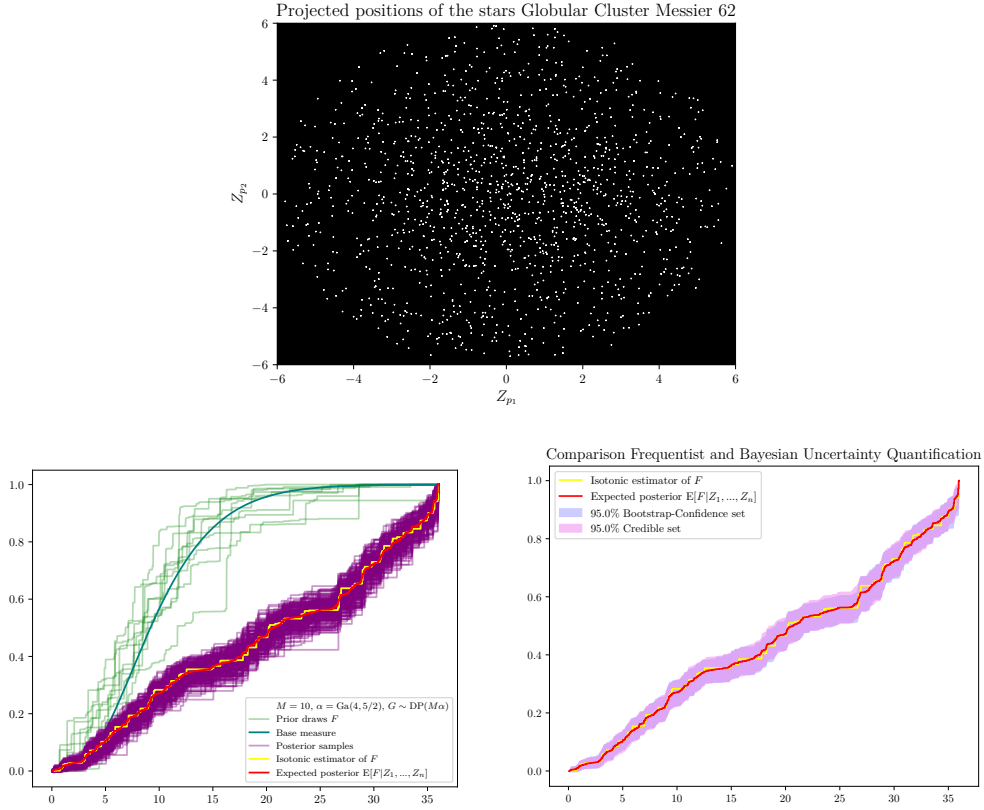 Projected positions of the stars Globular Cluster Messier 62
6
4
2
0
−2
−4
−6
Z_{p_2}
−6 −4 −2 0 2 4 6
Z_{p_1}
1.0
0.8
0.6
0.4
0.2
0.0
0 5 10 15 20 25 30 35
M = 10, α = Ga(4, 5/2), G ∼ DP(Mα)
Prior draws F
Base measure
Posterior samples
Isotonic estimator of F
Expected posterior E[F|Z_1, ..., Z_n]
Comparison Frequentist and Bayesian Uncertainty Quantification
1.0
0.8
0.6
0.4
0.2
0.0
0 5 10 15 20 25 30 35
Isotonic estimator of F
Expected posterior E[F|Z_1, ..., Z_n]
95.0% Bootstrap-Confidence set
95.0% Credible set